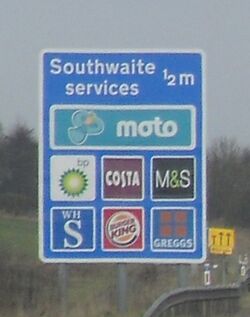 Southwaite
services ½ m
moto
bp
COSTA
M&S
WH
S
BURGER
KING
GREGGS